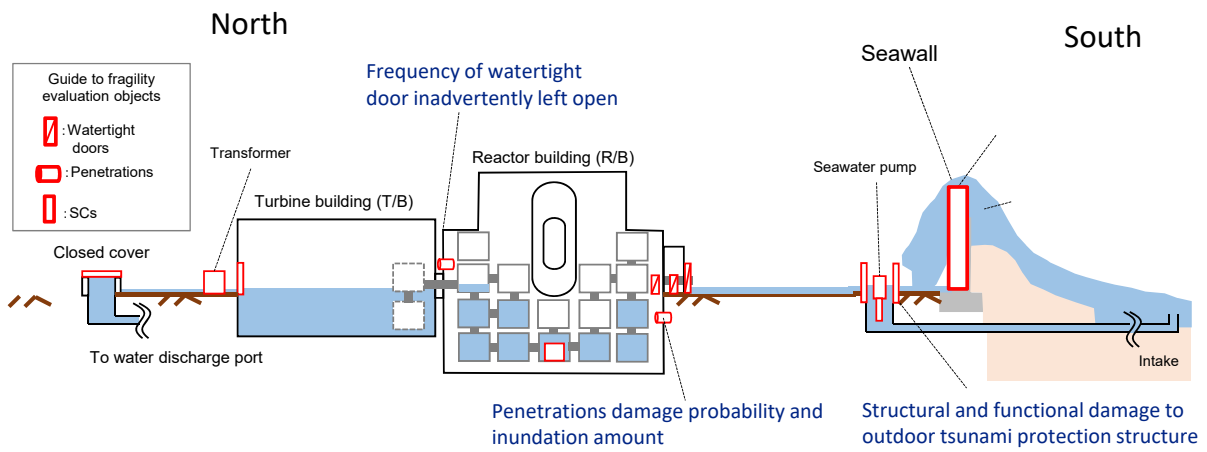 North
South
Seawall
Guide to fragility
evaluation objects
: Watertight
doors
: Penetrations
: SCs
Frequency of watertight
door inadvertently left open
Transformer
Reactor building (R/B)
Seawater pump
Turbine building (T/B)
Closed cover
To water discharge port
Intake
Penetrations damage probability and
inundation amount
Structural and functional damage to
outdoor tsunami protection structure